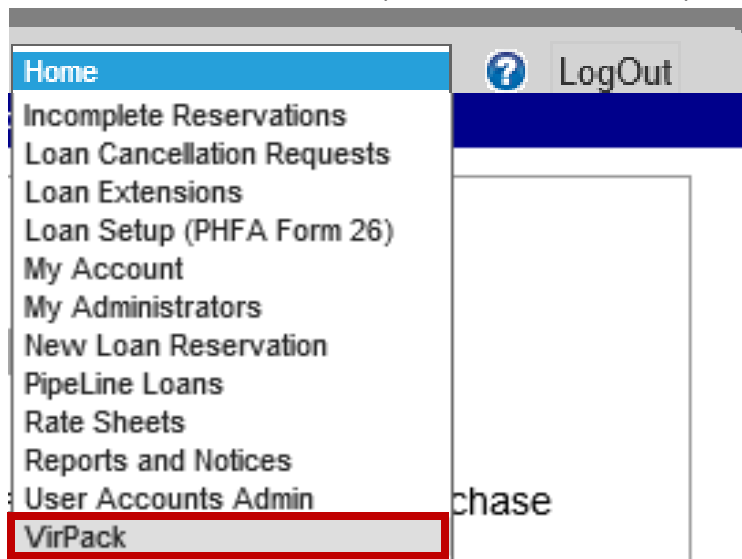 Home
LogOut
Incomplete Reservations
Loan Cancellation Requests
Loan Extensions
Loan Setup (PHFA Form 26)
My Account
My Administrators
New Loan Reservation
PipeLine Loans
Rate Sheets
Reports and Notices
User Accounts Admin
chase
VirPack